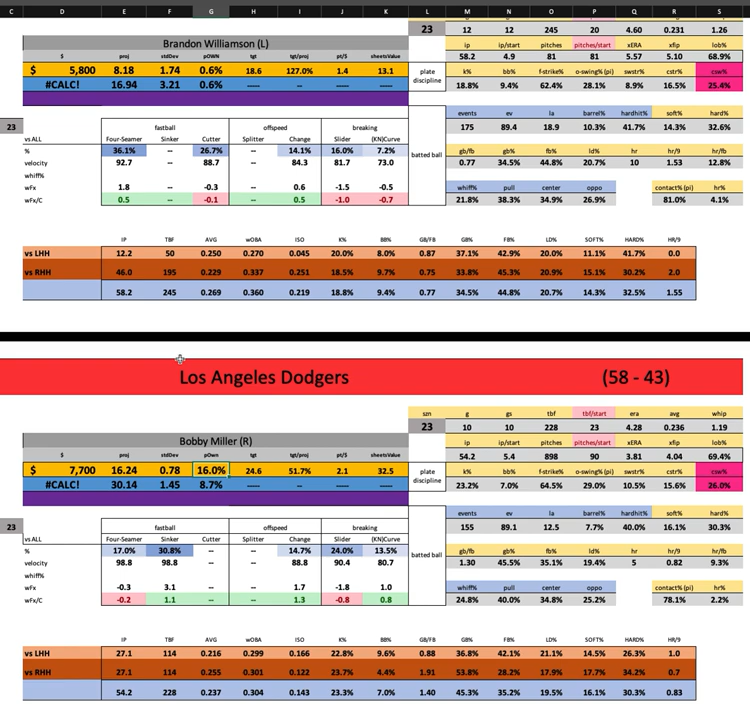 C D E F G H I J K L M N O P Q R S
23 12 12 245 20 4.60 0.231 1.26
ip ip/start pitches pitches/start xERA xfip lob%
Brandon Williamson (L) 58.2 4.9 81 81 5.57 5.10 68.9%
$ proj stdDev pOWN tgt tgt/proj pt/$ sheetsValue
$ 5,800 8.18 1.74 0.6% 18.6 127.0% 1.4 13.1 plate discipline k% bb% f-strike% o-swing% (pi) swstr% cstr% csw%
#CALC! 16.94 3.21 0.6% ---- -- ---- ---- 18.8% 9.4% 62.4% 28.1% 8.9% 16.5% 25.4%
events ev la barrel% hardhit% soft% hard%
23 fastball offspeed breaking 175 89.4 18.9 10.3% 41.7% 14.3% 32.6%
vs ALL Four-Seamer Sinker Cutter Splitter Change Slider (KN)Curve
% 36.1% -- 26.7% -- 14.1% 16.0% 7.2% batted ball gb/fb gb% fb% ld% hr hr/9 hr/fb
velocity 92.7 -- 88.7 -- 84.3 81.7 73.0 0.77 34.5% 44.8% 20.7% 10 1.53 12.8%
whiff%
wFx 1.8 -- -0.3 -- 0.6 -1.5 -0.5 whiff% pull center oppo contact% (pi) hr%
wFx/C 0.5 -- -0.1 -- 0.5 -1.0 -0.7 21.8% 38.3% 34.9% 26.9% 81.0% 4.1%
IP TBF AVG wOBA ISO K% BB% GB/FB GB% FB% LD% SOFT% HARD% HR/9
vs LHH 12.2 50 0.250 0.270 0.045 20.0% 8.0% 0.87 37.1% 42.9% 20.0% 11.1% 41.7% 0.0
vs RHH 46.0 195 0.229 0.337 0.251 18.5% 9.7% 0.75 33.8% 45.3% 20.9% 15.1% 30.2% 2.0
58.2 245 0.269 0.360 0.219 18.8% 9.4% 0.77 34.5% 44.8% 20.7% 14.3% 32.5% 1.55
Los Angeles Dodgers (58 - 43)
szn g gs tbf tbf/start era avg whip
23 10 10 228 23 4.28 0.236 1.19
Bobby Miller (R) ip ip/start pitches pitches/start xERA xfip lob%
$ proj stdDev pOwn tgt tgt/proj pt/$ sheetsValue 54.2 5.4 898 90 3.81 4.04 69.4%
$ 7,700 16.24 0.78 16.0% 24.6 51.7% 2.1 32.5 plate discipline k% bb% f-strike% o-swing% (pi) swstr% cstr% csw%
#CALC! 30.14 1.45 8.7% ---- -- ---- ---- 23.2% 7.0% 64.5% 29.0% 10.5% 15.6% 26.0%
events ev la barrel% hardhit% soft% hard%
23 fastball offspeed breaking 155 89.1 12.5 7.7% 40.0% 16.1% 30.3%
vs ALL Four-Seamer Sinker Cutter Splitter Change Slider (KN)Curve
% 17.0% 30.8% -- -- 14.7% 24.0% 13.5% batted ball gb/fb gb% fb% ld% hr hr/9 hr/fb
velocity 98.8 98.8 -- -- 88.8 90.4 80.7 1.30 45.5% 35.1% 19.4% 5 0.82 9.3%
whiff%
wFx -0.3 3.1 -- 1.7 -1.8 1.0 whiff% pull center oppo contact% (pi) hr%
wFx/C -0.2 1.1 -- 1.3 -0.8 0.8 24.8% 40.0% 34.8% 25.2% 78.1% 2.2%
IP TBF AVG wOBA ISO K% BB% GB/FB GB% FB% LD% SOFT% HARD% HR/9
vs LHH 27.1 114 0.216 0.299 0.166 22.8% 9.6% 0.88 36.8% 42.1% 21.1% 14.5% 26.3% 1.0
vs RHH 27.1 114 0.255 0.301 0.122 23.7% 4.4% 1.91 53.8% 28.2% 17.9% 17.7% 34.2% 0.7
54.2 228 0.237 0.304 0.143 23.3% 7.0% 1.40 45.3% 35.2% 19.5% 16.1% 30.3% 0.83